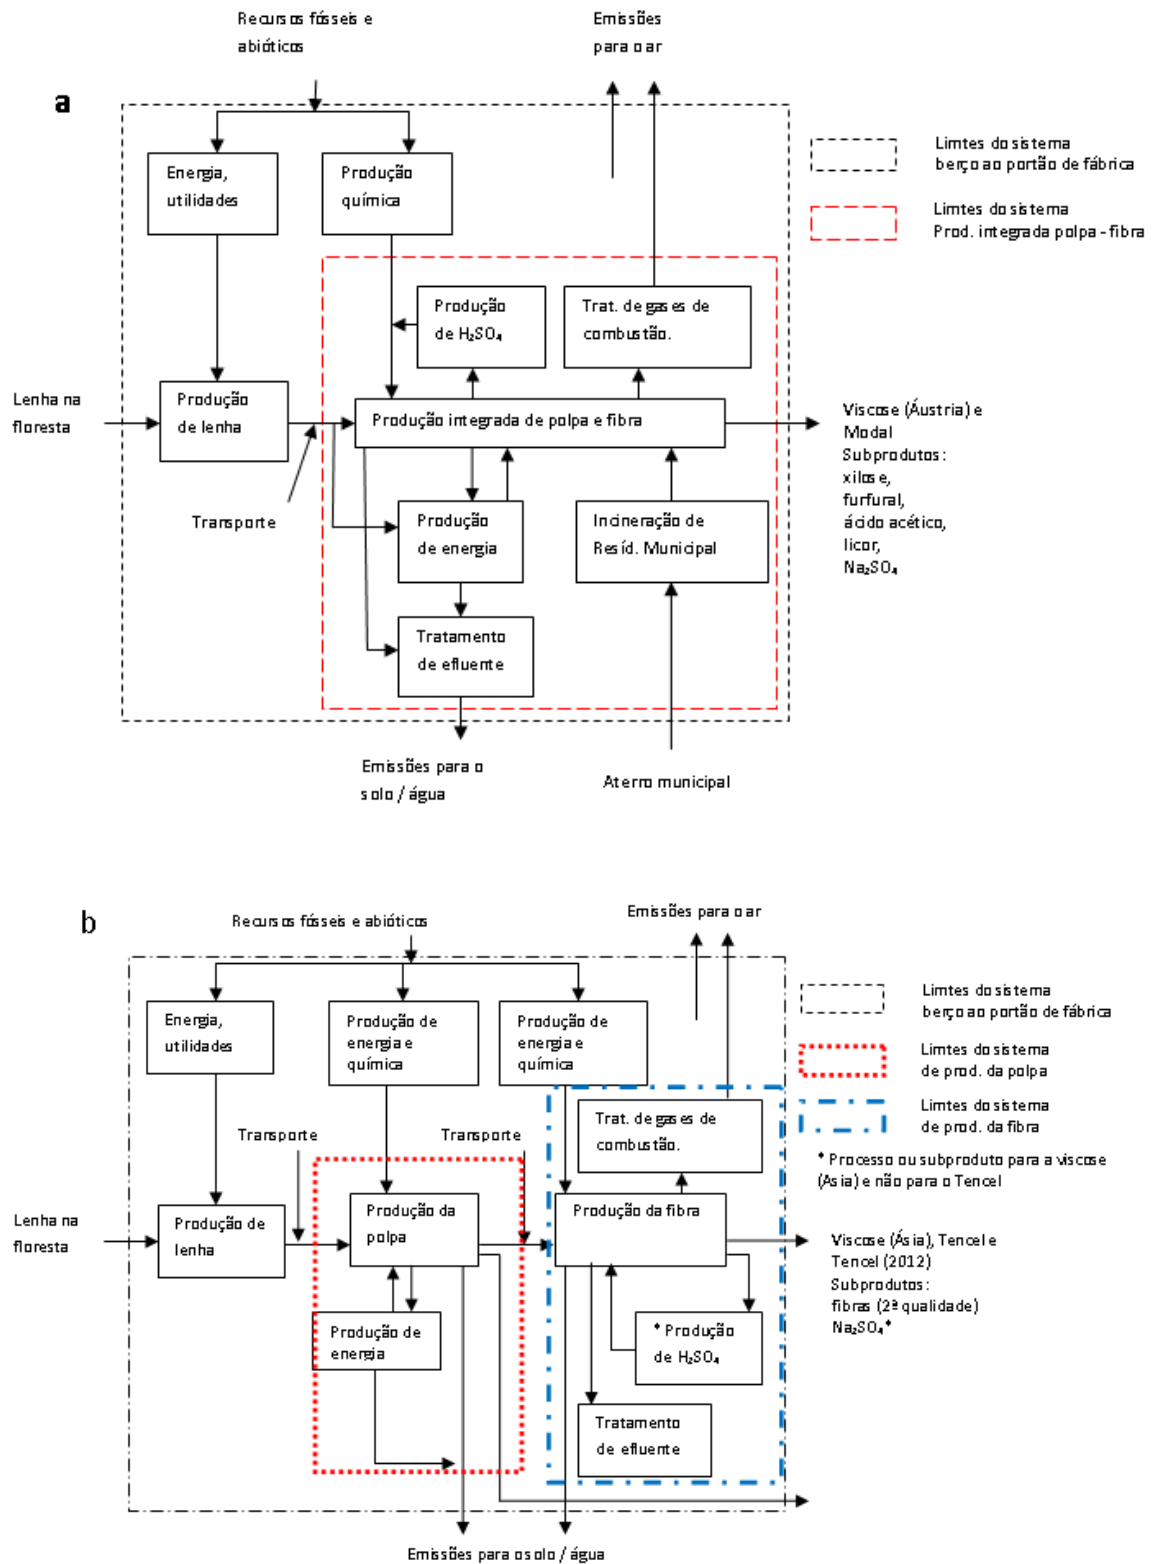 Recursos fósseis e
abióticos
Emissões
para o ar
a
Limtes do sistema
berço ao portão de fábrica
Energia,
utilidades
Produção
química
Limtes do sistema
Prod. integrada polpa - fibra
Produção
de H₂SO₄
Trat. de gases de
combustão.
Lenha na
floresta
Produção
de lenha
Produção integrada de polpa e fibra
Viscose (Áustria) e
Modal
Subprodutos:
xilose,
furfural,
ácido acético,
licor,
Na₂SO₄
Transporte
Produção
de energia
Incineração de
Resíd. Municipal
Tratamento
de efluente
Emissões para o
solo / água
Aterro municipal
b
Recursos fósseis e abióticos
Emissões para o ar
Limtes do sistema
berço ao portão de fábrica
Energia,
utilidades
Produção de
energia e
química
Produção de
energia e
química
Limtes do sistema
de prod. da polpa
Limtes do sistema
de prod. da fibra
Trat. de gases de
combustão.
Transporte
Transporte
* Processo ou subproduto para a viscose
(Asia) e não para o Tencel
Lenha na
floresta
Produção de
lenha
Produção da
polpa
Produção da fibra
Viscose (Ásia), Tencel e
Tencel (2012)
Subprodutos:
fibras (2ª qualidade)
Na₂SO₄*
Produção de
energia
* Produção
de H₂SO₄
Tratamento
de efluente
Emissões para o solo / água